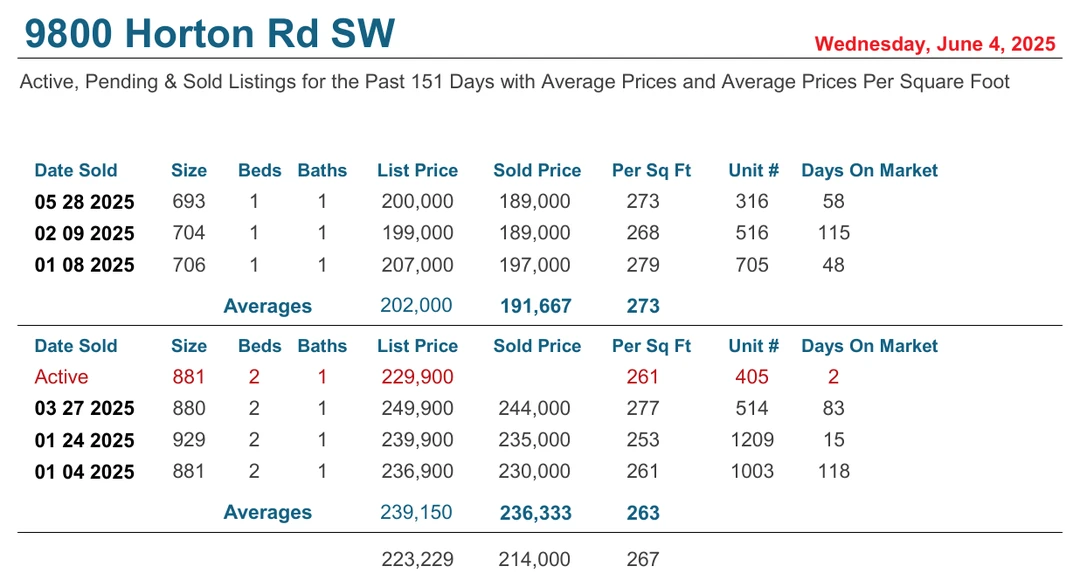 9800 Horton Rd SW
Wednesday, June 4, 2025
Active, Pending & Sold Listings for the Past 151 Days with Average Prices and Average Prices Per Square Foot
Date Sold Size Beds Baths List Price Sold Price Per Sq Ft Unit # Days On Market
05 28 2025 693 1 1 200,000 189,000 273 316 58
02 09 2025 704 1 1 199,000 189,000 268 516 115
01 08 2025 706 1 1 207,000 197,000 279 705 48
Averages 202,000 191,667 273
Date Sold Size Beds Baths List Price Sold Price Per Sq Ft Unit # Days On Market
Active 881 2 1 229,900 261 405 2
03 27 2025 880 2 1 249,900 244,000 277 514 83
01 24 2025 929 2 1 239,900 235,000 253 1209 15
01 04 2025 881 2 1 236,900 230,000 261 1003 118
Averages 239,150 236,333 263
223,229 214,000 267